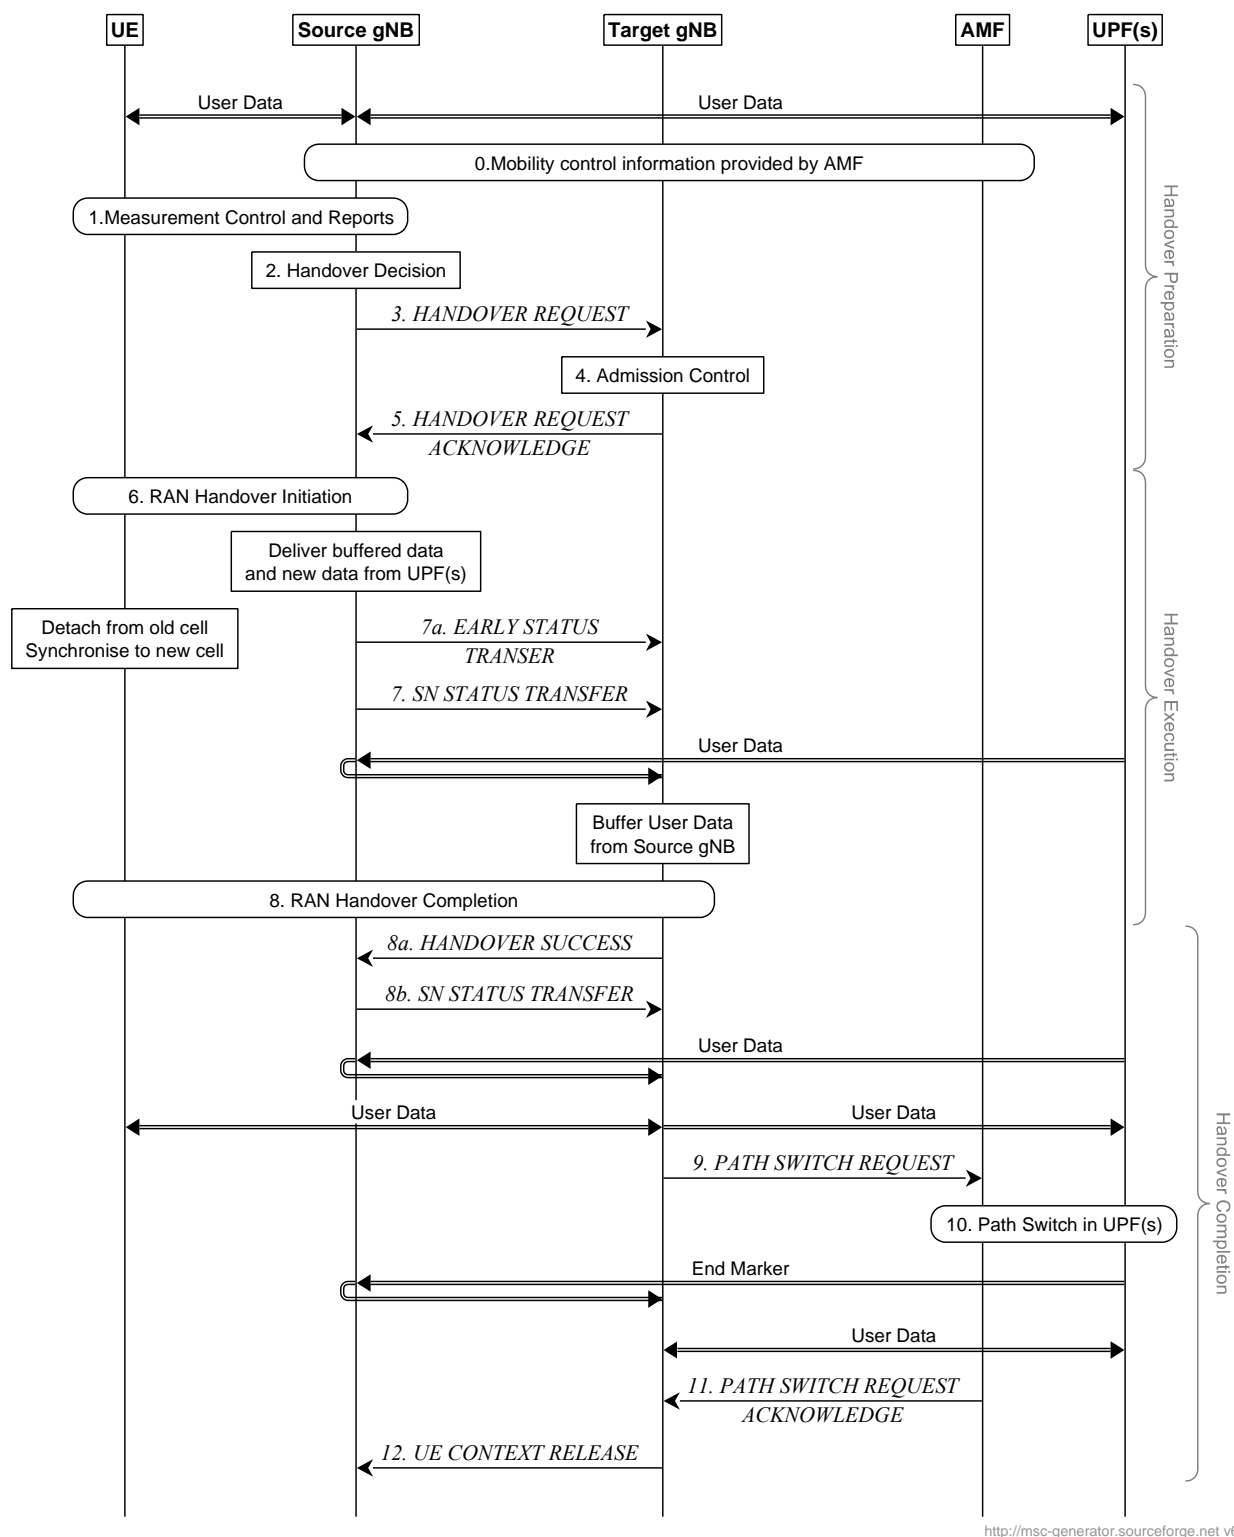 UE
Source gNB
Target gNB
AMF
UPF(s)
User Data
User Data
0.Mobility control information provided by AMF
1.Measurement Control and Reports
2. Handover Decision
3. HANDOVER REQUEST
4. Admission Control
5. HANDOVER REQUEST
ACKNOWLEDGE
Handover Preparation
6. RAN Handover Initiation
Deliver buffered data
and new data from UPF(s)
Detach from old cell
Synchronise to new cell
7a. EARLY STATUS
TRANSER
7. SN STATUS TRANSFER
User Data
Buffer User Data
from Source gNB
8. RAN Handover Completion
Handover Execution
8a. HANDOVER SUCCESS
8b. SN STATUS TRANSFER
User Data
User Data
User Data
9. PATH SWITCH REQUEST
10. Path Switch in UPF(s)
End Marker
User Data
11. PATH SWITCH REQUEST
ACKNOWLEDGE
12. UE CONTEXT RELEASE
Handover Completion
http://msc-generator.sourceforge.net v6